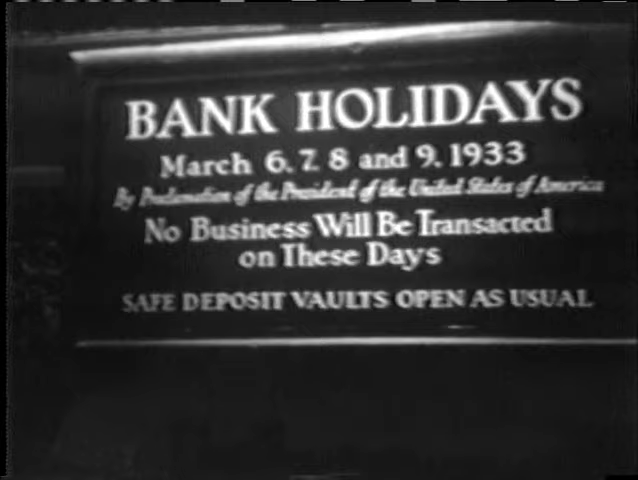 BANK HOLIDAYS
March 6, 7, 8 and 9, 1933
By Proclamation of the President of the United States of America
No Business Will Be Transacted
on These Days
SAFE DEPOSIT VAULTS OPEN AS USUAL